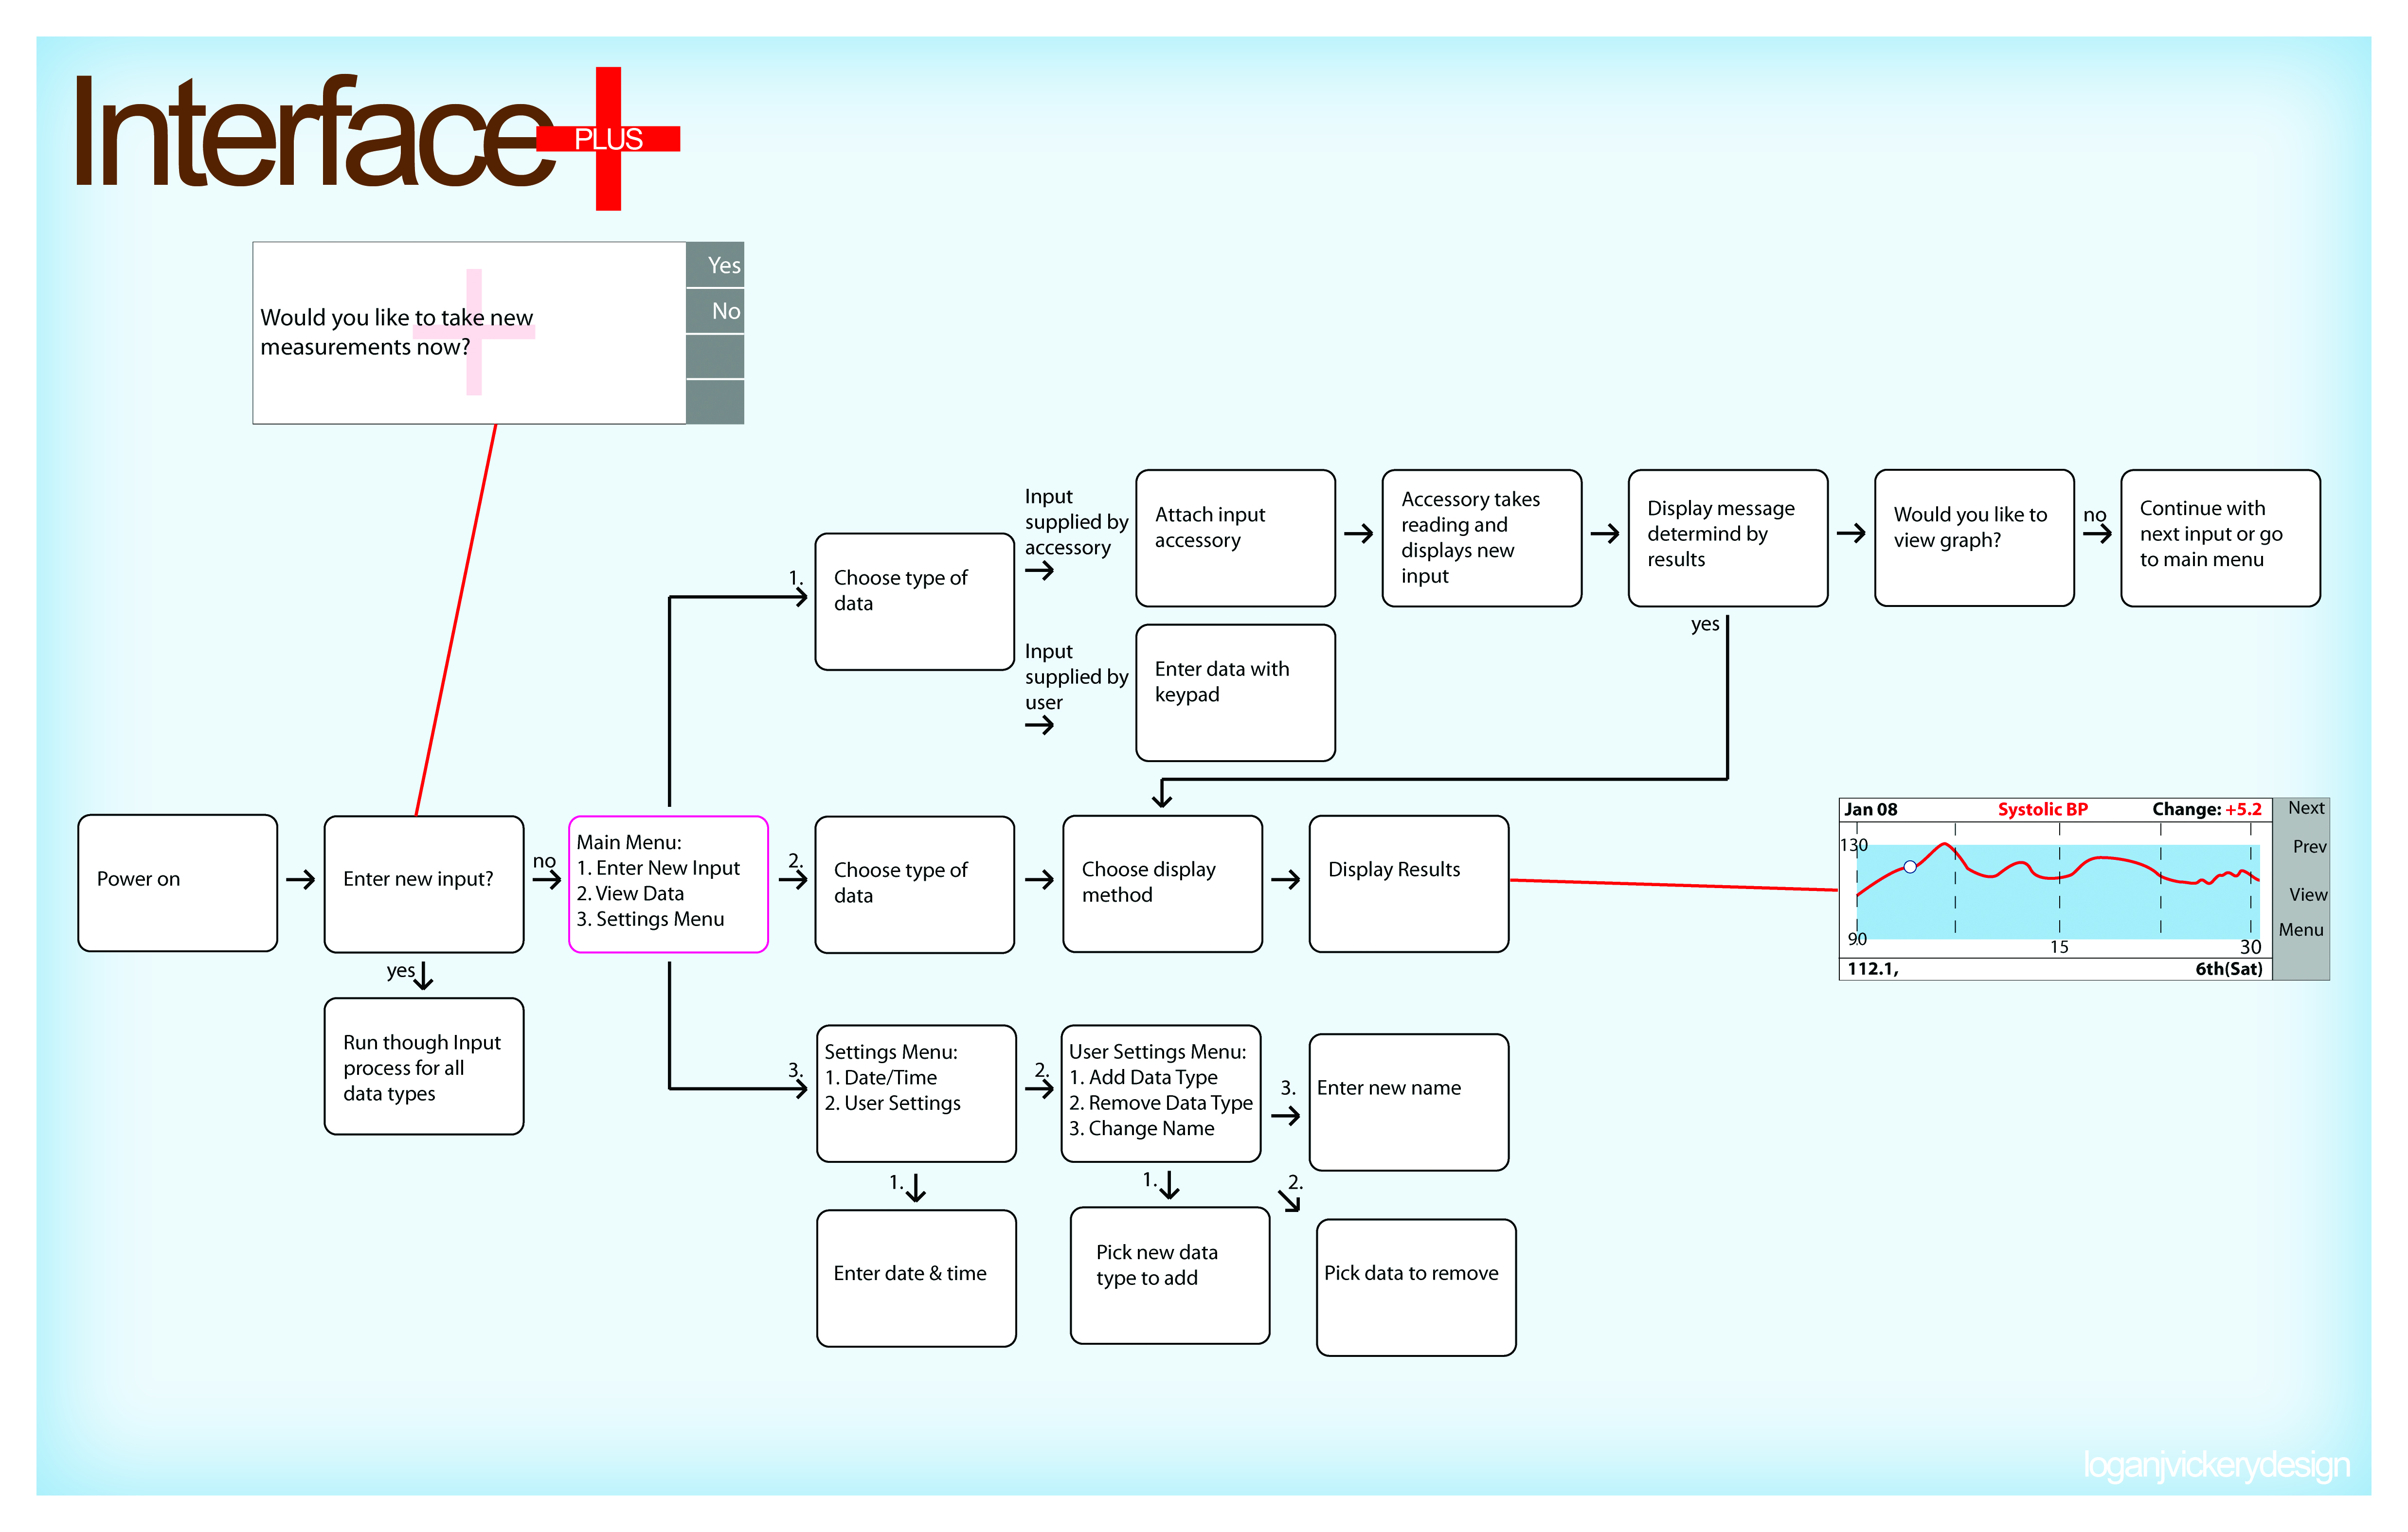 Interface
PLUS
Yes
No
Would you like to take new
measurements now?
Input
supplied by
accessory
Attach input
accessory
Accessory takes
reading and
displays new
input
Display message
determind by
results
Would you like to
view graph?
no
Continue with
next input or go
to main menu
1.
Choose type of
data
yes
Input
supplied by
user
Enter data with
keypad
Power on
Enter new input?
no
Main Menu:
1. Enter New Input
2. View Data
3. Settings Menu
2.
Choose type of
data
Choose display
method
Display Results
Jan 08
Systolic BP
Change: +5.2
Next
Prev
View
Menu
130
90
15
30
112.1,
6th(Sat)
yes
Run though Input
process for all
data types
3.
Settings Menu:
1. Date/Time
2. User Settings
2.
User Settings Menu:
1. Add Data Type
2. Remove Data Type
3. Change Name
3.
Enter new name
1.
1.
2.
Enter date & time
Pick new data
type to add
Pick data to remove
loganjvickerydesign